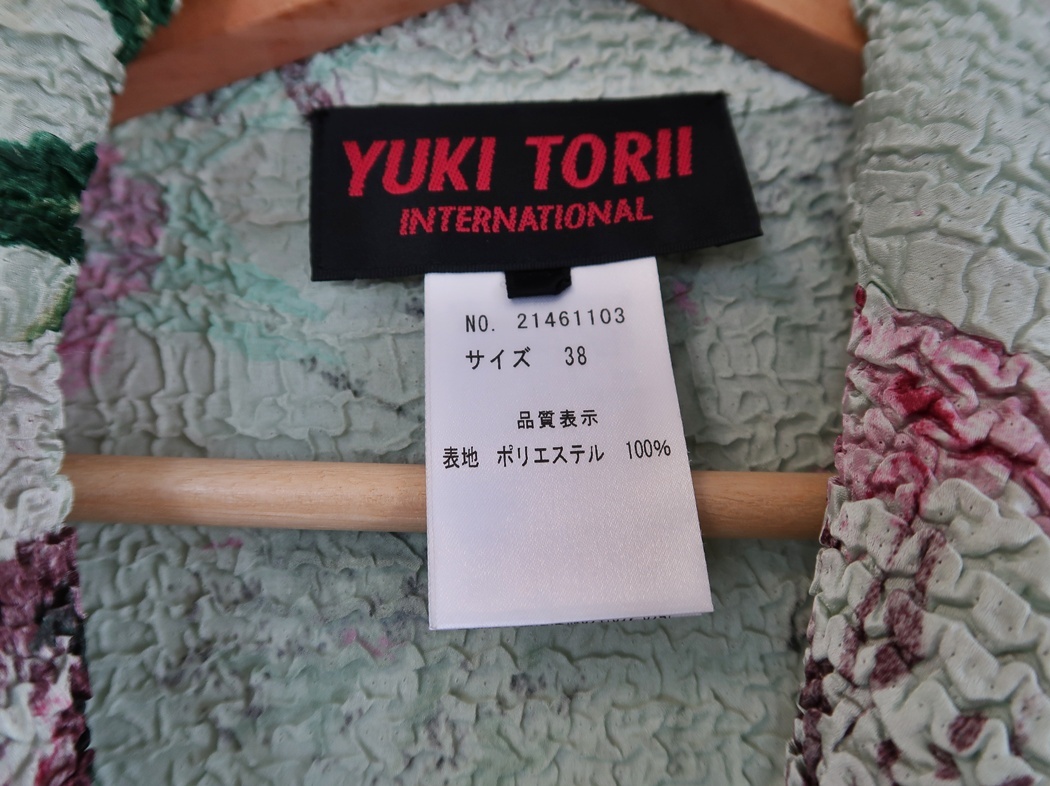 YUKI TORII
INTERNATIONAL
NO. 21461103
サイズ 38
品質表示
表地 ポリエステル 100%